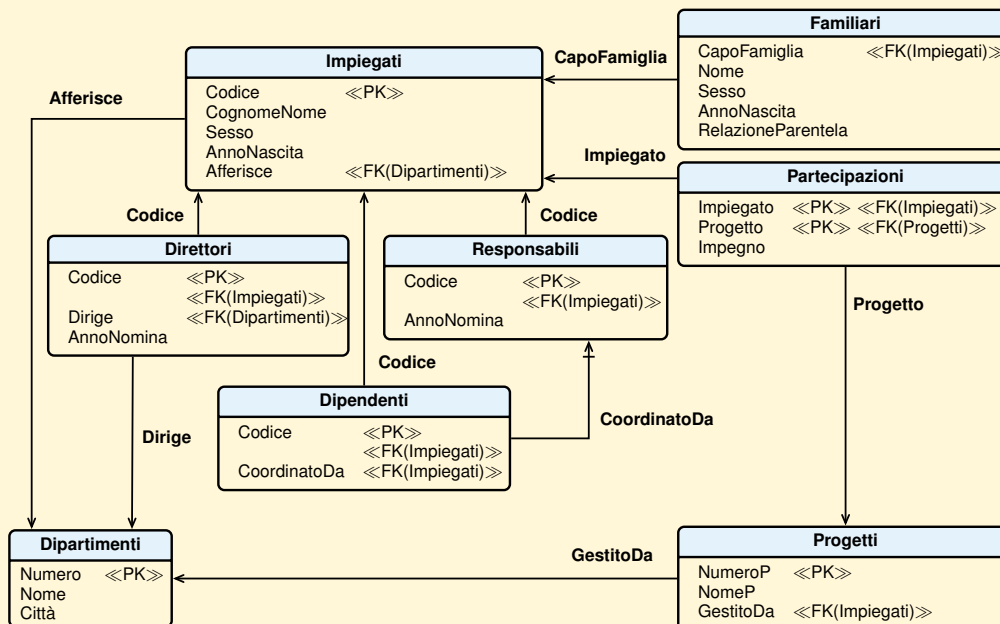 Familiari
CapoFamiglia ≪FK(Impiegati)≫
Nome
Sesso
AnnoNascita
RelazioneParentela
CapoFamiglia
Impiegati
Codice ≪PK≫
CognomeNome
Sesso
AnnoNascita
Afferisce ≪FK(Dipartimenti)≫
Afferisce
Impiegato
Partecipazioni
Impiegato ≪PK≫ ≪FK(Impiegati)≫
Progetto ≪PK≫ ≪FK(Progetti)≫
Impegno
Codice
Codice
Direttori
Codice ≪PK≫
≪FK(Impiegati)≫
Dirige ≪FK(Dipartimenti)≫
AnnoNomina
Responsabili
Codice ≪PK≫
≪FK(Impiegati)≫
AnnoNomina
Progetto
Codice
Dipendenti
Codice ≪PK≫
≪FK(Impiegati)≫
CoordinatoDa ≪FK(Impiegati)≫
CoordinatoDa
Dirige
Dipartimenti
Numero ≪PK≫
Nome
Città
GestitoDa
Progetti
NumeroP ≪PK≫
NomeP
GestitoDa ≪FK(Impiegati)≫